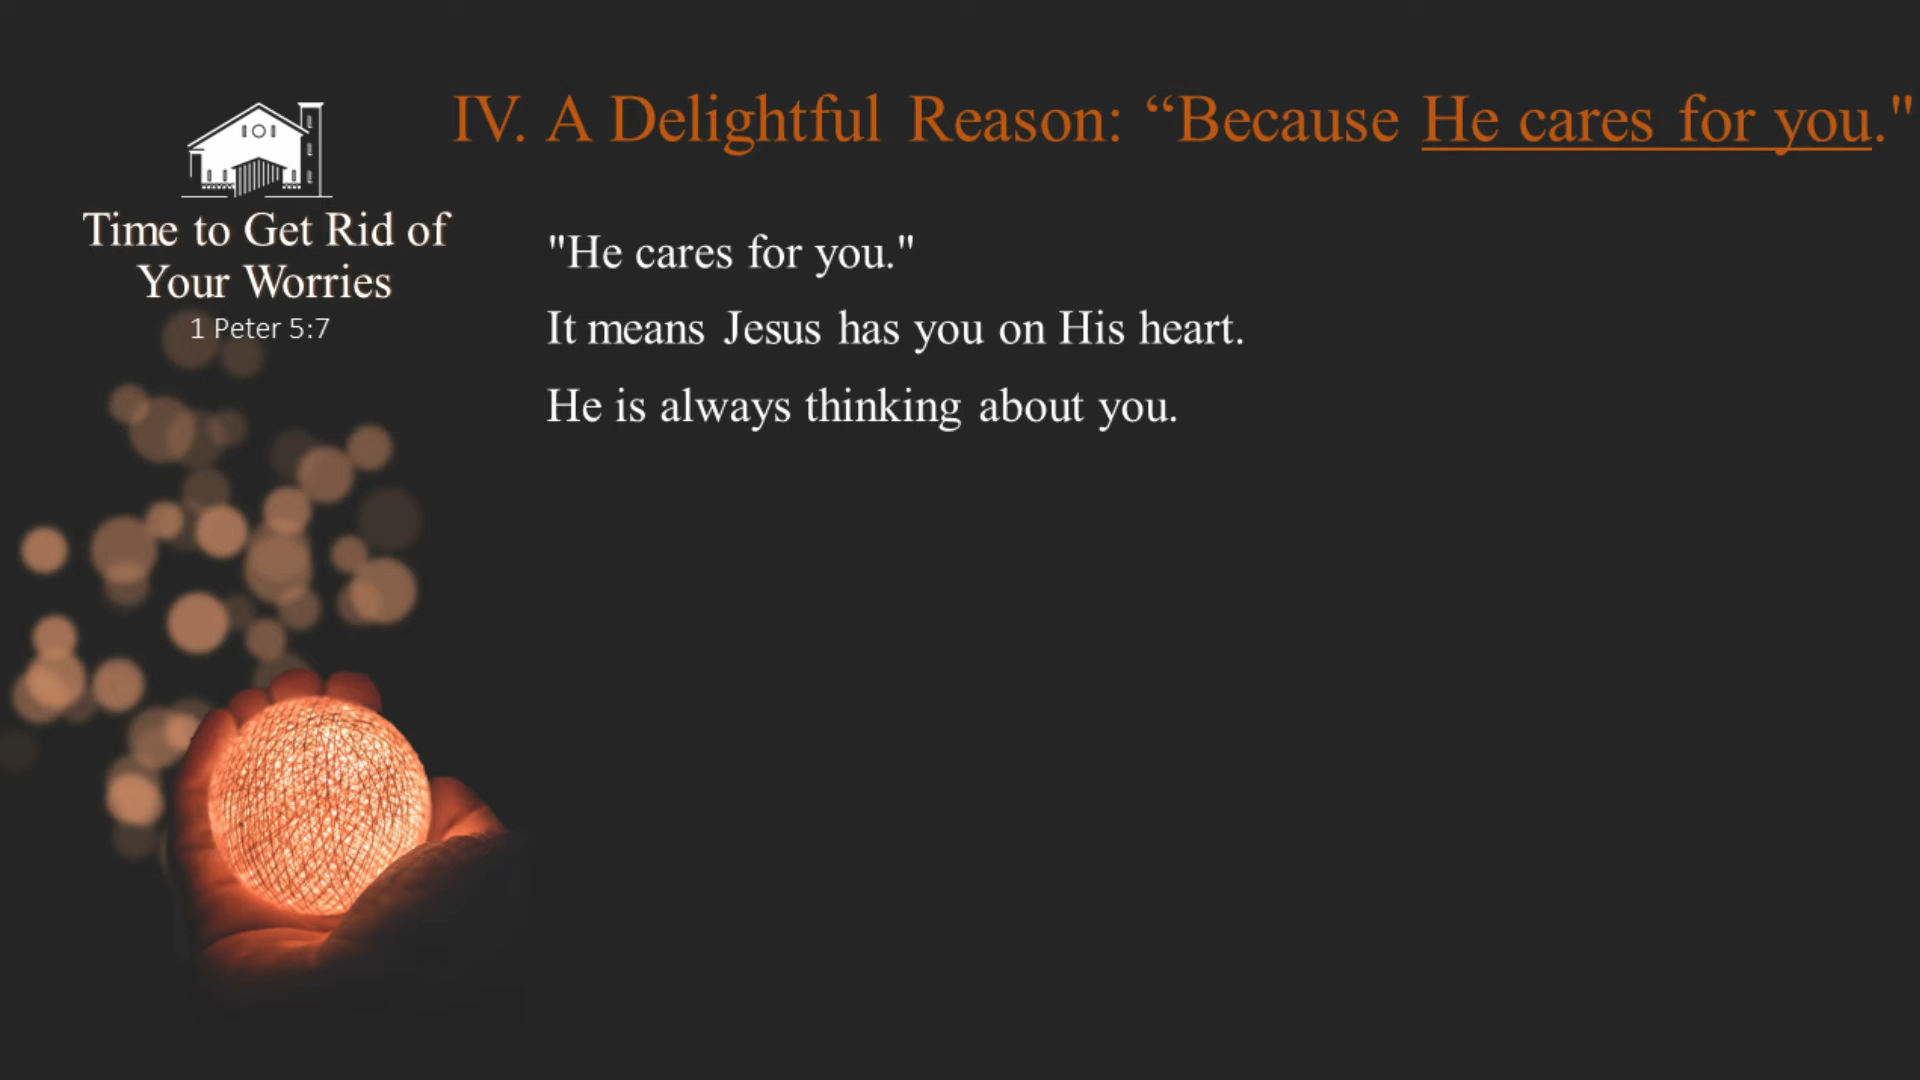 IV. A Delightful Reason: “Because He cares for you."
Time to Get Rid of
Your Worries
1 Peter 5:7
"He cares for you."
It means Jesus has you on His heart.
He is always thinking about you.